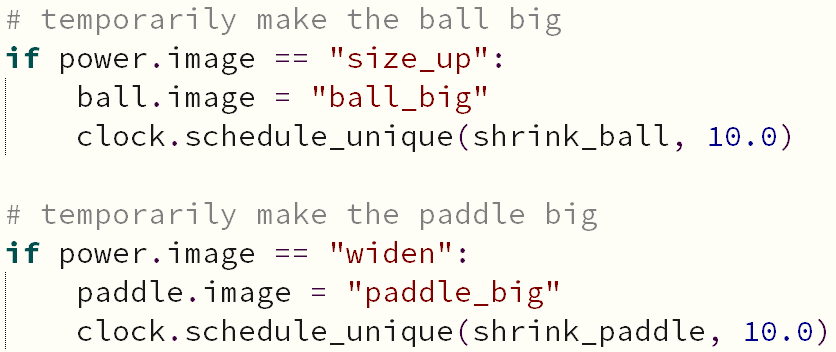 # temporarily make the ball big
if power.image == "size_up":
    ball.image = "ball_big"
    clock.schedule_unique(shrink_ball, 10.0)

# temporarily make the paddle big
if power.image == "widen":
    paddle.image = "paddle_big"
    clock.schedule_unique(shrink_paddle, 10.0)